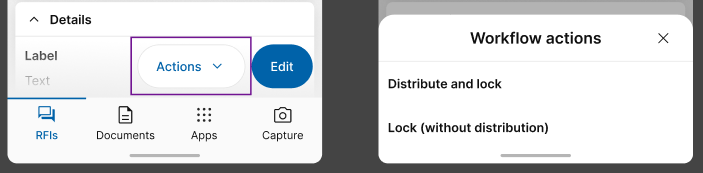 Details
Label
Text
Actions
Edit
RFIs
Documents
Apps
Capture
Workflow actions
Distribute and lock
Lock (without distribution)